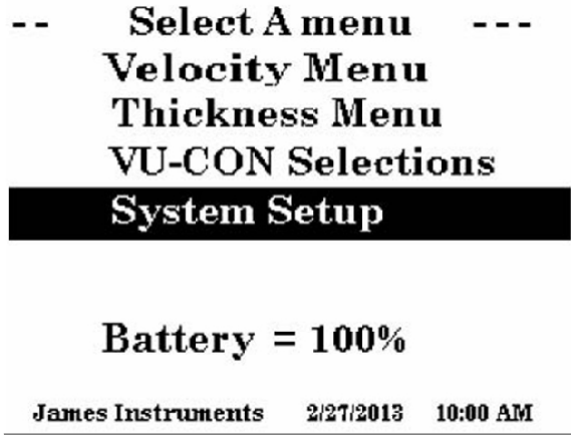 -- Select A menu ---
Velocity Menu
Thickness Menu
VU-CON Selections
System Setup
Battery = 100%
James Instruments 2/27/2013 10:00 AM